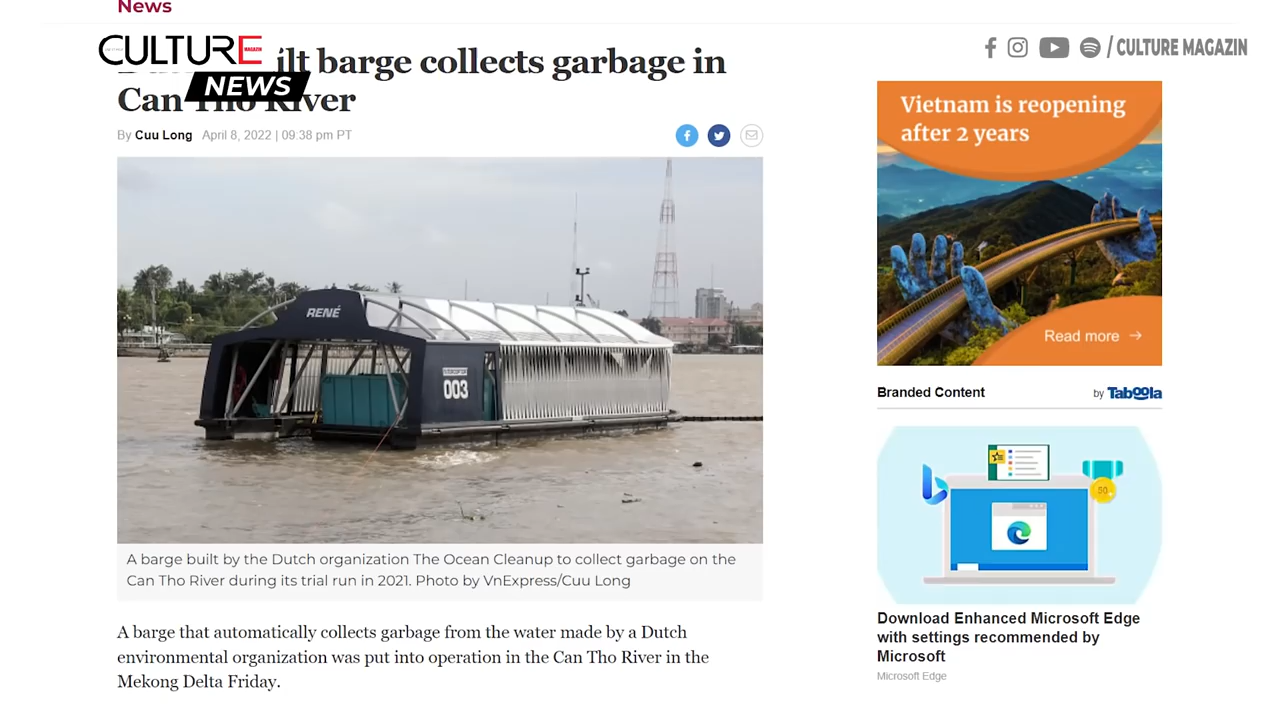 News
CULTURE
MAGAZIN
NEWS
ilt barge collects garbage in
Can Tho River
By Cuu Long April 8, 2022 | 09:38 pm PT
/ CULTURE MAGAZIN
RENÉ
INTERCEPTOR
003
A barge built by the Dutch organization The Ocean Cleanup to collect garbage on the
Can Tho River during its trial run in 2021. Photo by VnExpress/Cuu Long
A barge that automatically collects garbage from the water made by a Dutch
environmental organization was put into operation in the Can Tho River in the
Mekong Delta Friday.
Vietnam is reopening
after 2 years
Read more →
Branded Content
by Taboola
50
Download Enhanced Microsoft Edge
with settings recommended by
Microsoft
Microsoft Edge